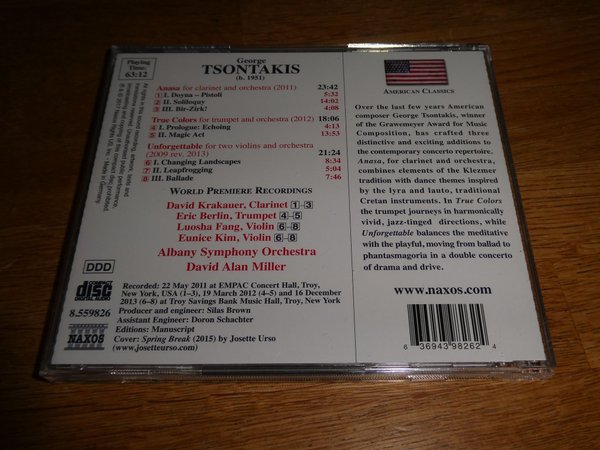 Playing
Time:
63:12
George
TSONTAKIS
(b. 1951)
Anasa for clarinet and orchestra (2011) 23:42
1 I. Doyna – Pistoli 5:32
2 II. Soliloquy 14:02
3 III. Bir-Zirk! 4:08
True Colors for trumpet and orchestra (2012) 18:06
4 I. Prologue: Echoing 4:13
5 II. Magic Act 13:53
Unforgettable for two violins and orchestra
(2009 rev. 2013) 21:24
6 I. Changing Landscapes 8:34
7 II. Leapfrogging 5:04
8 III. Ballade 7:46
WORLD PREMIERE RECORDINGS
David Krakauer, Clarinet 1–3
Eric Berlin, Trumpet 4–5
Luosha Fang, Violin 6–8
Eunice Kim, Violin 6–8
Albany Symphony Orchestra
David Alan Miller
DDD
COMPACT
disc
DIGITAL AUDIO
8.559826
NAXOS
Recorded: 22 May 2011 at EMPAC Concert Hall, Troy,
New York, USA (1–3), 19 March 2012 (4–5) and 16 December
2013 (6–8) at Troy Savings Bank Music Hall, Troy, New York
Producer and engineer: Silas Brown
Assistant Engineer: Doron Schachter
Editions: Manuscript
Cover: Spring Break (2015) by Josette Urso
(www.josetteurso.com)
AMERICAN CLASSICS
Over the last few years American
composer George Tsontakis, winner
of the Grawemeyer Award for Music
Composition, has crafted three
distinctive and exciting additions to
the contemporary concerto repertoire.
Anasa, for clarinet and orchestra,
combines elements of the Klezmer
tradition with dance themes inspired
by the lyra and lauto, traditional
Cretan instruments. In True Colors
the trumpet journeys in harmonically
vivid, jazz-tinged directions, while
Unforgettable balances the meditative
with the playful, moving from ballad to
phantasmagoria in a double concerto
of drama and drive.
www.naxos.com
6 36943 98262 4